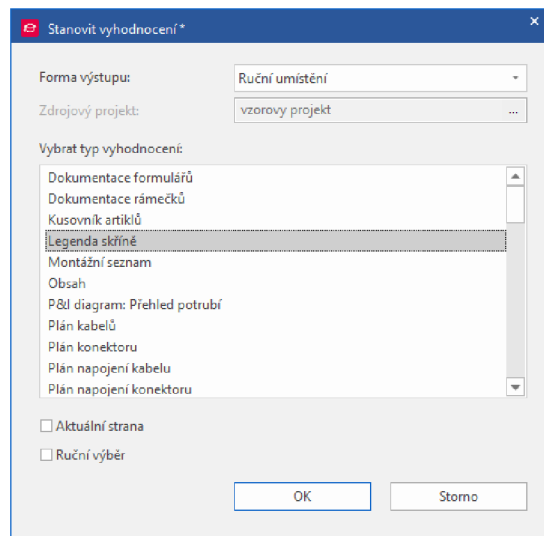 Stanovit vyhodnocení *
Forma výstupu: Ruční umístění
Zdrojový projekt: vzorovy projekt ...
Vybrat typ vyhodnocení:
Dokumentace formulářů
Dokumentace rámečků
Kusovník artiklů
Legenda skříně
Montážní seznam
Obsah
P&I diagram: Přehled potrubí
Plán kabelů
Plán konektoru
Plán napojení kabelu
Plán napojení konektoru
Aktuální strana
Ruční výběr
OK Storno